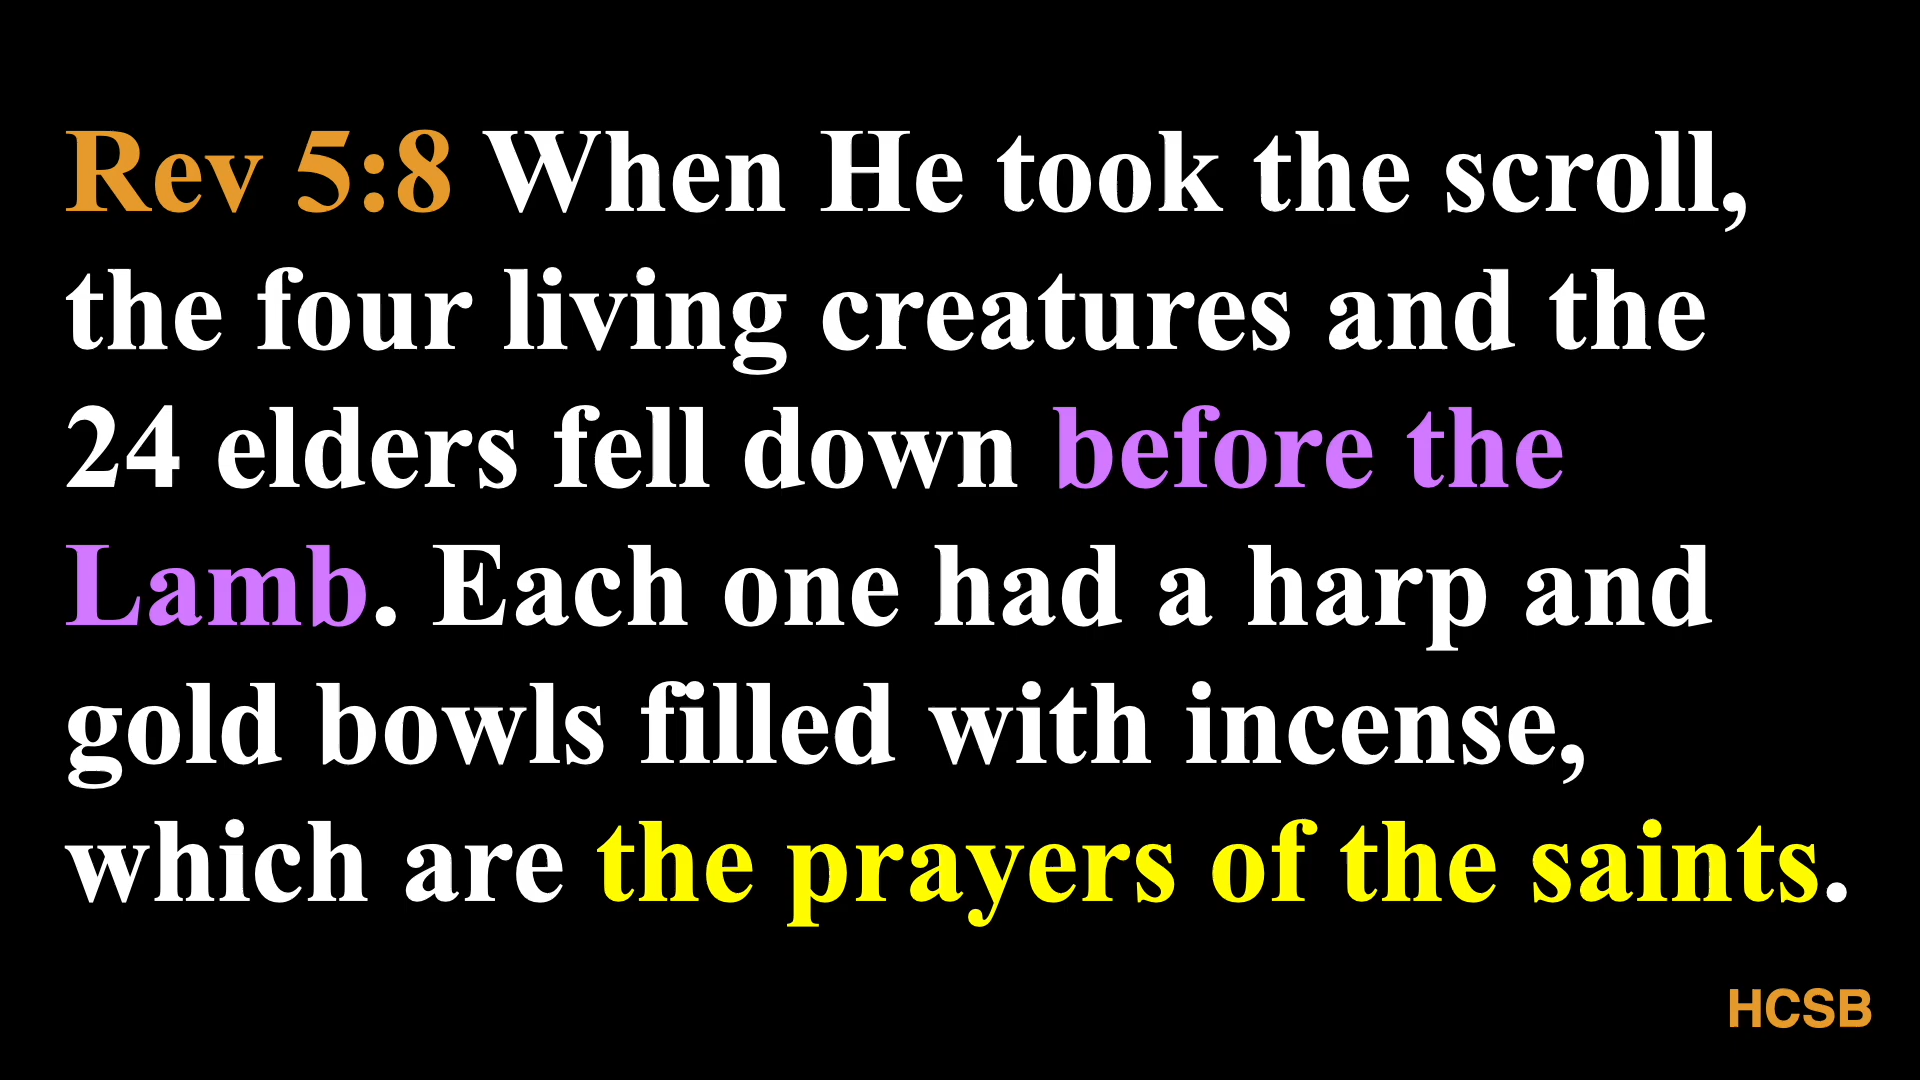 Rev 5:8 When He took the scroll,
the four living creatures and the
24 elders fell down before the
Lamb. Each one had a harp and
gold bowls filled with incense,
which are the prayers of the saints.
HCSB